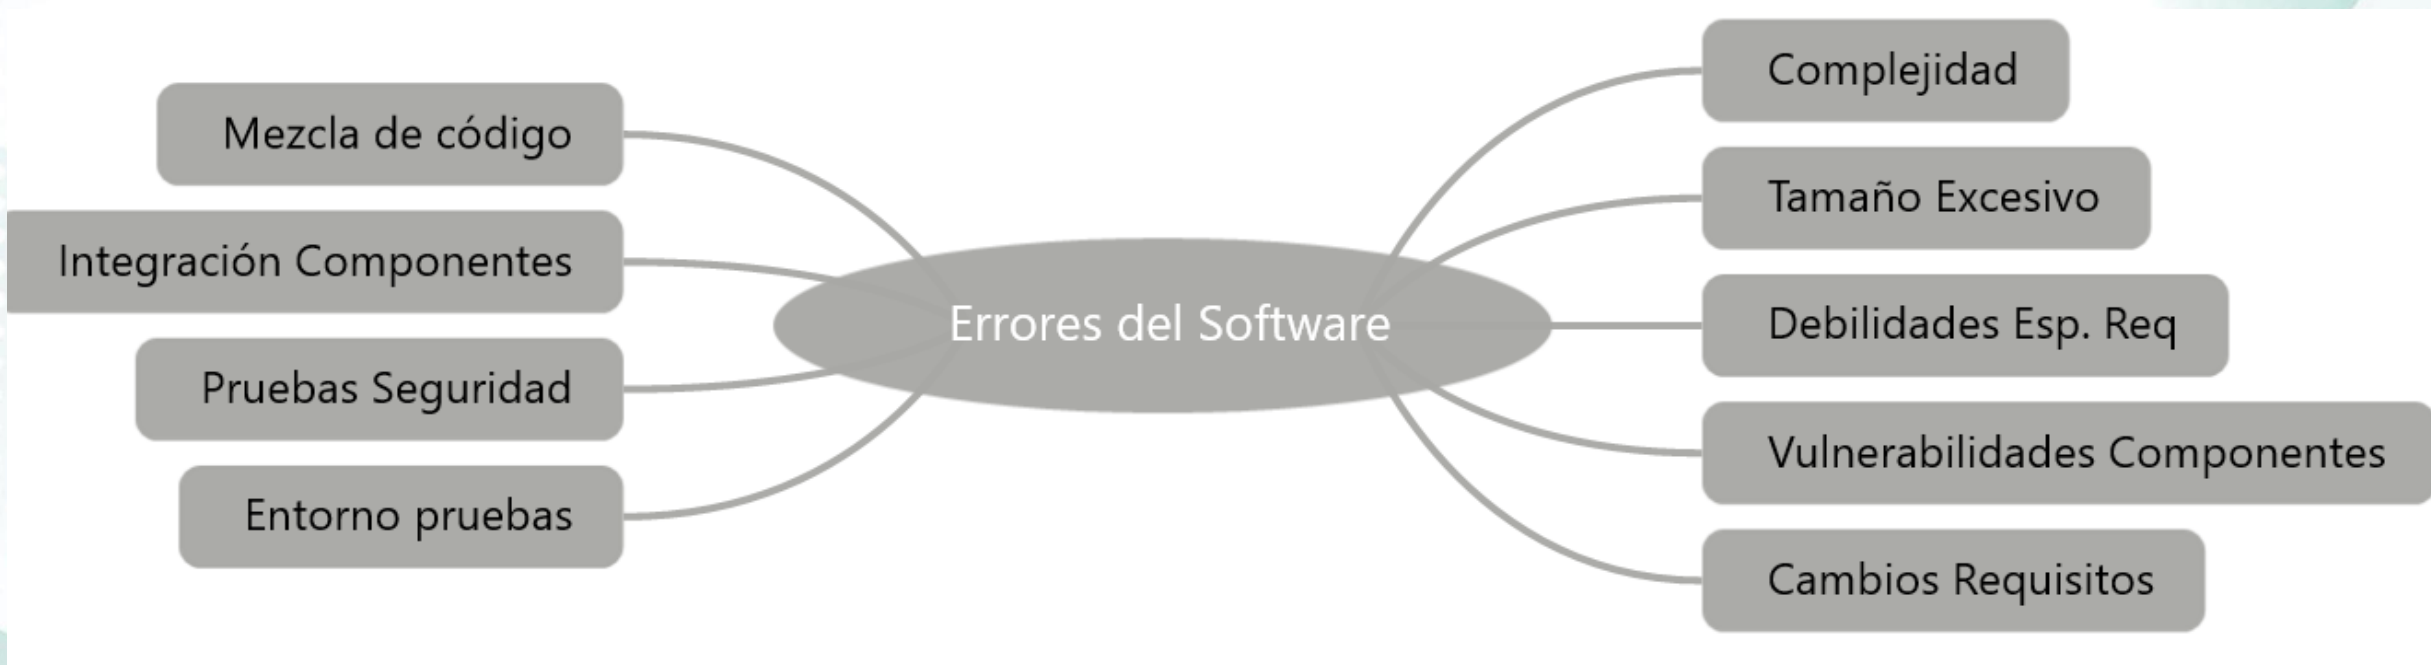 Mezcla de código
Integración Componentes
Pruebas Seguridad
Entorno pruebas
Errores del Software
Complejidad
Tamaño Excesivo
Debilidades Esp. Req
Vulnerabilidades Componentes
Cambios Requisitos